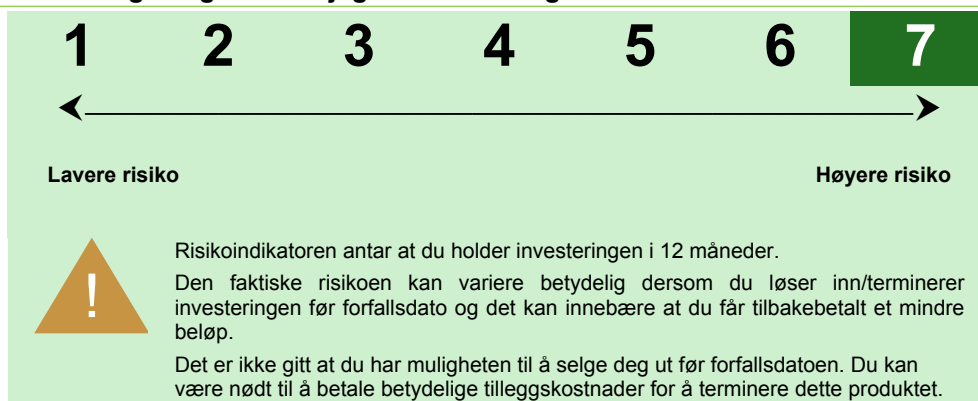 1 2 3 4 5 6 7
Lavere risiko Høyere risiko
!
Risikoindikatoren antar at du holder investeringen i 12 måneder.
Den faktiske risikoen kan variere betydelig dersom du løser inn/terminerer
investeringen før forfallsdato og det kan innebære at du får tilbakebetalt et mindre
beløp.
Det er ikke gitt at du har muligheten til å selge deg ut før forfallsdatoen. Du kan
være nødt til å betale betydelige tilleggskostnader for å terminere dette produktet.